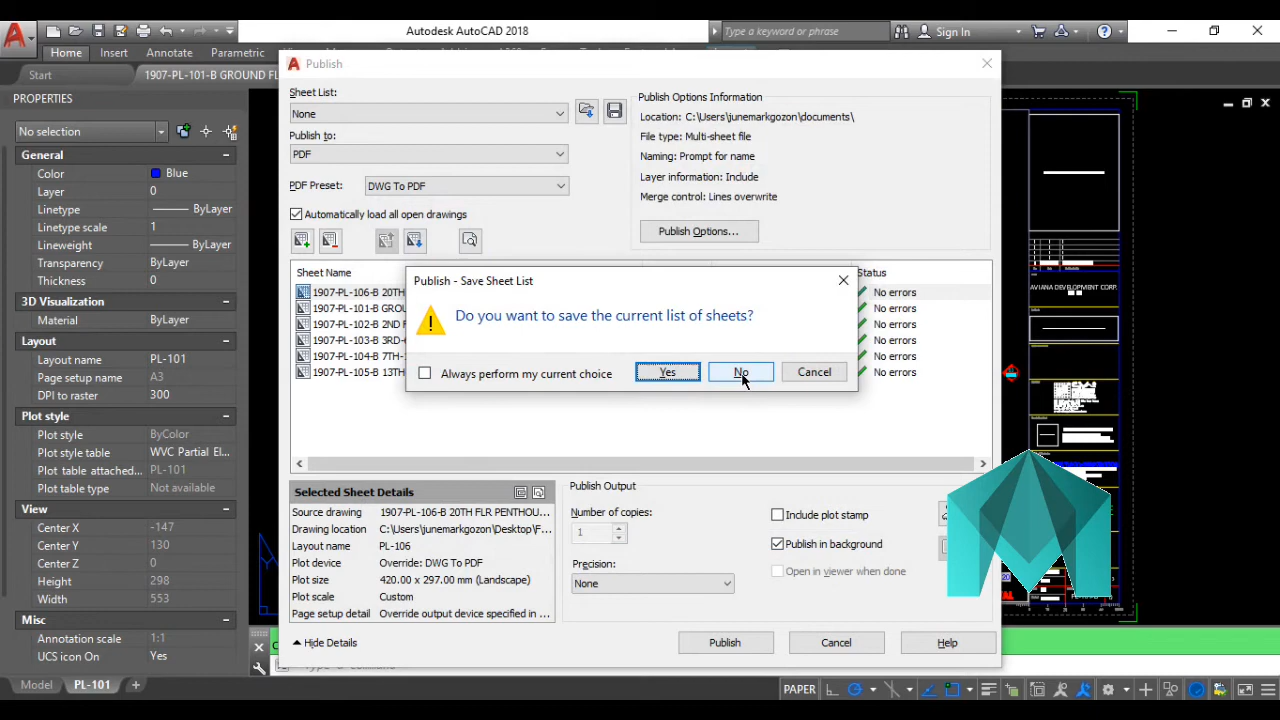 Autodesk AutoCAD 2018
Type a keyword or phrase
Sign In
Home Insert Annotate Parametric
Start
1907-PL-101-B GROUND FL
PROPERTIES
No selection
General
Color Blue
Layer 0
Linetype ByLayer
Linetype scale 1
Lineweight ByLayer
Transparency ByLayer
Thickness 0
3D Visualization
Material ByLayer
Layout
Layout name PL-101
Page setup name A3
DPI to raster 300
Plot style
Plot style ByColor
Plot style table WVC Partial El...
Plot table attached... PL-101
Plot table type Not available
View
Center X -147
Center Y 130
Center Z 0
Height 298
Width 553
Misc
Annotation scale 1:1
UCS icon On Yes
Model PL-101
Publish
Sheet List:
None
Publish to:
PDF
PDF Preset: DWG To PDF
Automatically load all open drawings
Publish Options Information
Location: C:\Users\junemarkgozon\documents\
File type: Multi-sheet file
Naming: Prompt for name
Layer information: Include
Merge control: Lines overwrite
Publish Options...
Sheet Name Status
1907-PL-106-B 20TH No errors
1907-PL-101-B GROU No errors
1907-PL-102-B 2ND F No errors
1907-PL-103-B 3RD-6 No errors
1907-PL-104-B 7TH-1 No errors
1907-PL-105-B 13TH No errors
Publish - Save Sheet List
Do you want to save the current list of sheets?
Always perform my current choice
Yes No Cancel
Selected Sheet Details
Source drawing 1907-PL-106-B 20TH FLR PENTHOU...
Drawing location C:\Users\junemarkgozon\Desktop\F...
Layout name PL-106
Plot device Override: DWG To PDF
Plot size 420.00 x 297.00 mm (Landscape)
Plot scale Custom
Page setup detail Override output device specified in ...
Publish Output
Number of copies:
1
Precision:
None
Include plot stamp
Publish in background
Open in viewer when done
Hide Details
Publish Cancel Help
AVIANA DEVELOPMENT CORP.
PAPER